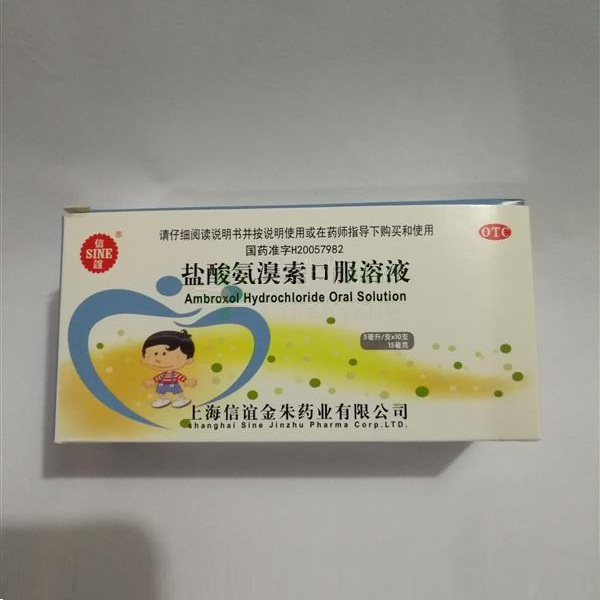 信
SINE
谊
®
请仔细阅读说明书并按说明使用或在药师指导下购买和使用
OTC
国药准字H20057982
盐酸氨溴索口服溶液
Ambroxol Hydrochloride Oral Solution
5毫升/支×10支
15毫克
上海信谊金朱药业有限公司
shanghai Sine Jinzhu Pharma Corp.LTD.